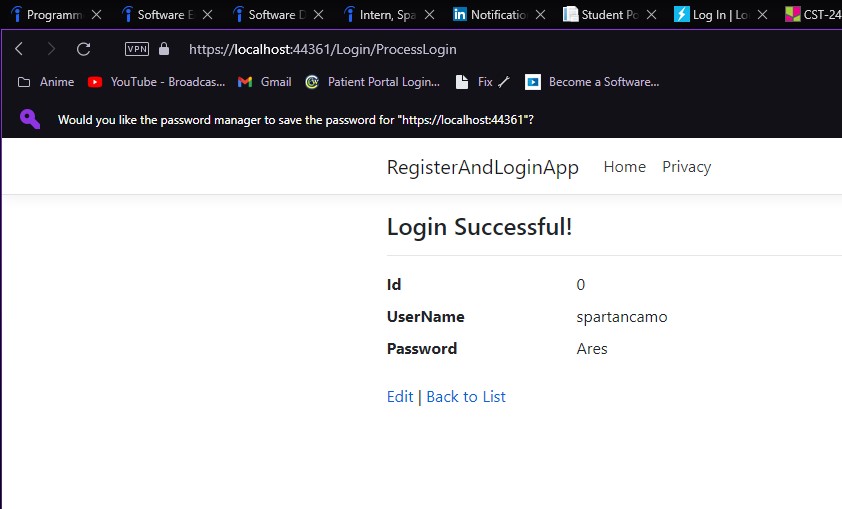 Programm Software E Software D Intern, Spa Notificatio Student Po Log In | Lo CST-24
VPN https://localhost:44361/Login/ProcessLogin
Anime YouTube - Broadcas... Gmail Patient Portal Login... Fix Become a Software...
Would you like the password manager to save the password for "https://localhost:44361"?
RegisterAndLoginApp Home Privacy
Login Successful!
Id 0
UserName spartancamo
Password Ares
Edit | Back to List